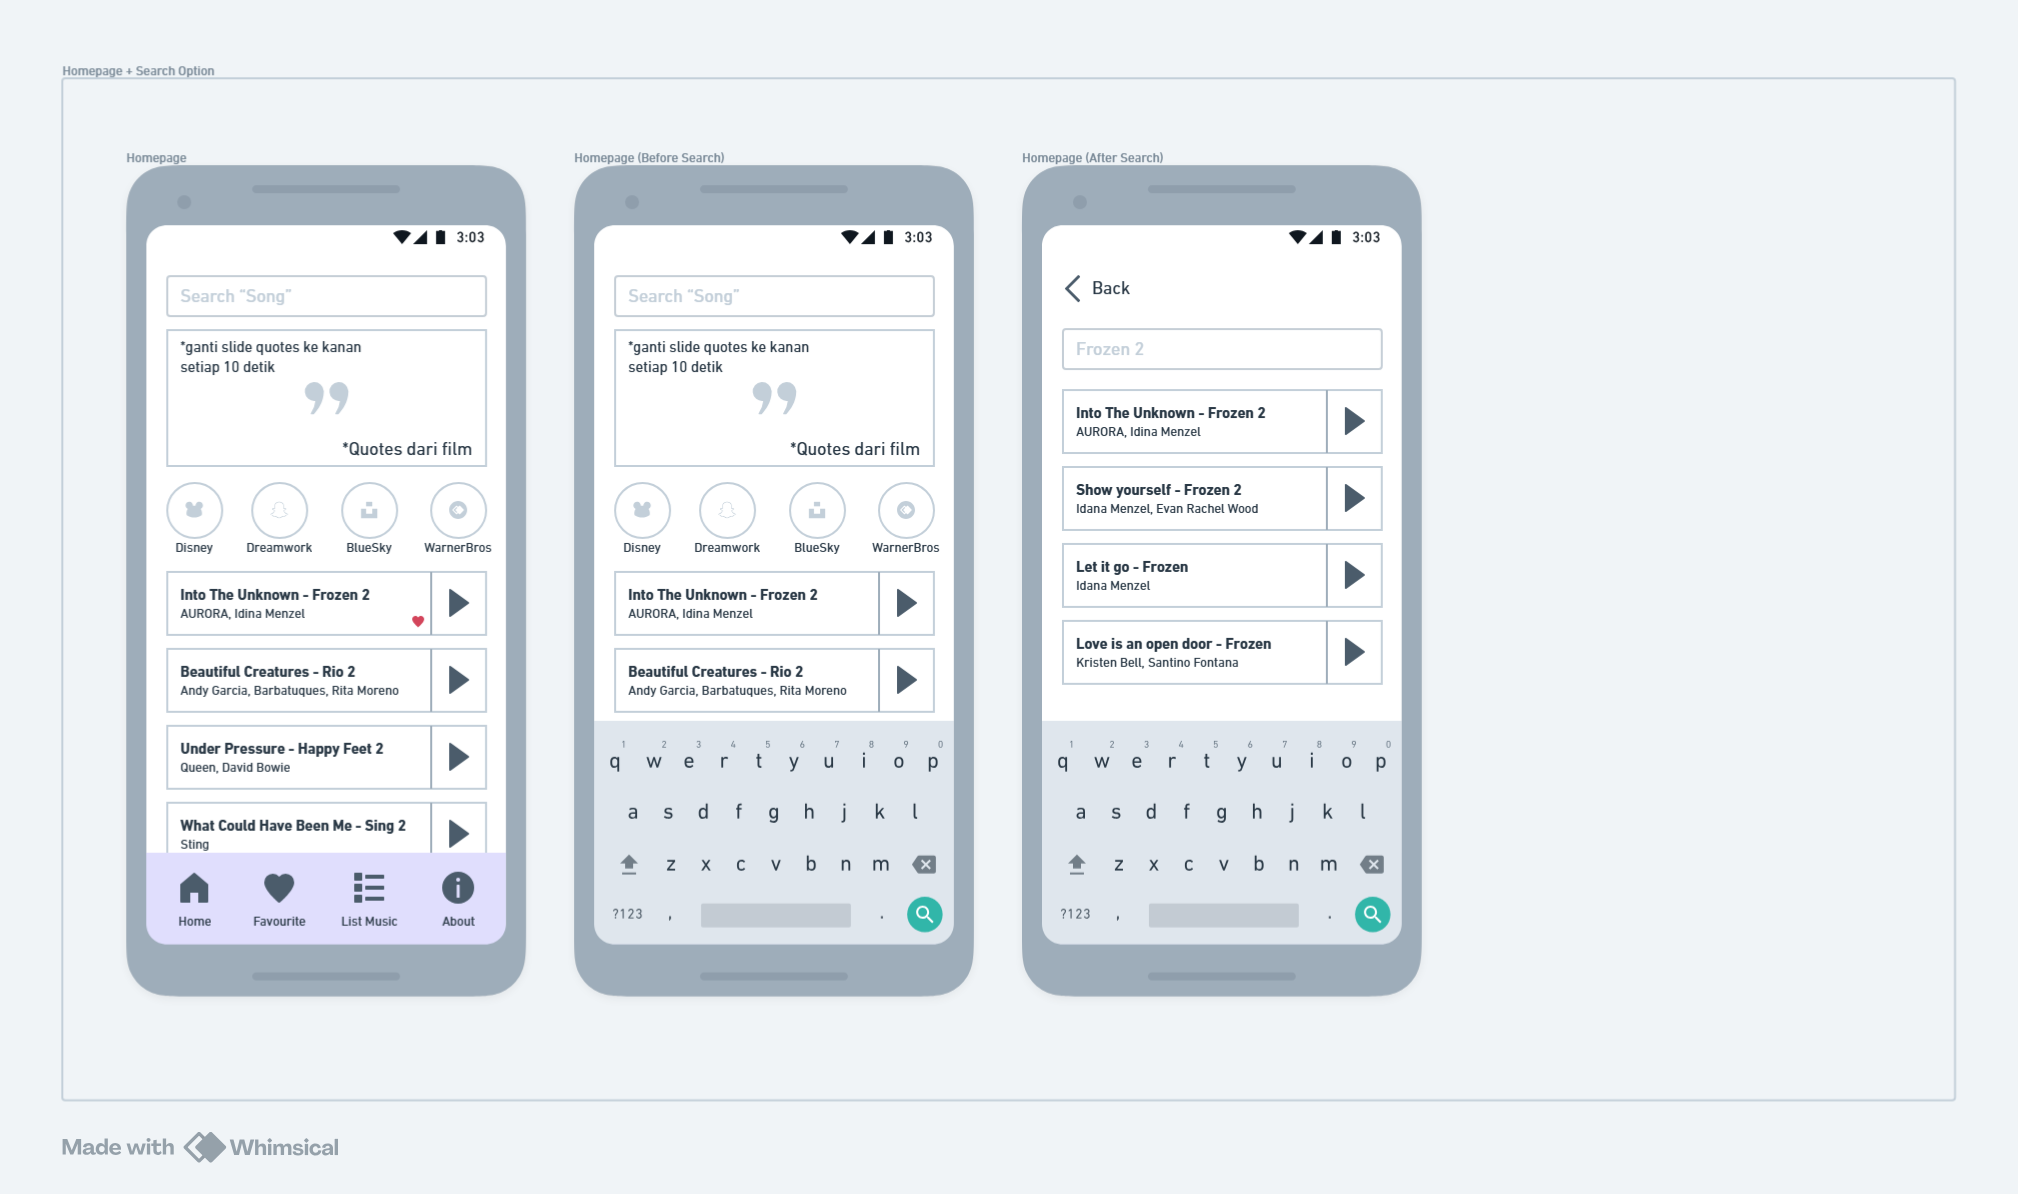 Homepage + Search Option
Homepage
3:03
Search “Song”
*ganti slide quotes ke kanan
setiap 10 detik
*Quotes dari film
Disney
Dreamwork
BlueSky
WarnerBros
Into The Unknown - Frozen 2
AURORA, Idina Menzel
Beautiful Creatures - Rio 2
Andy Garcia, Barbatuques, Rita Moreno
Under Pressure - Happy Feet 2
Queen, David Bowie
What Could Have Been Me - Sing 2
Sting
Home
Favourite
List Music
About
Homepage (Before Search)
3:03
Search “Song”
*ganti slide quotes ke kanan
setiap 10 detik
*Quotes dari film
Disney
Dreamwork
BlueSky
WarnerBros
Into The Unknown - Frozen 2
AURORA, Idina Menzel
Beautiful Creatures - Rio 2
Andy Garcia, Barbatuques, Rita Moreno
1 2 3 4 5 6 7 8 9 0
q w e r t y u i o p
a s d f g h j k l
z x c v b n m
?123 , .
Homepage (After Search)
3:03
Back
Frozen 2
Into The Unknown - Frozen 2
AURORA, Idina Menzel
Show yourself - Frozen 2
Idana Menzel, Evan Rachel Wood
Let it go - Frozen
Idana Menzel
Love is an open door - Frozen
Kristen Bell, Santino Fontana
1 2 3 4 5 6 7 8 9 0
q w e r t y u i o p
a s d f g h j k l
z x c v b n m
?123 , .
Made with Whimsical